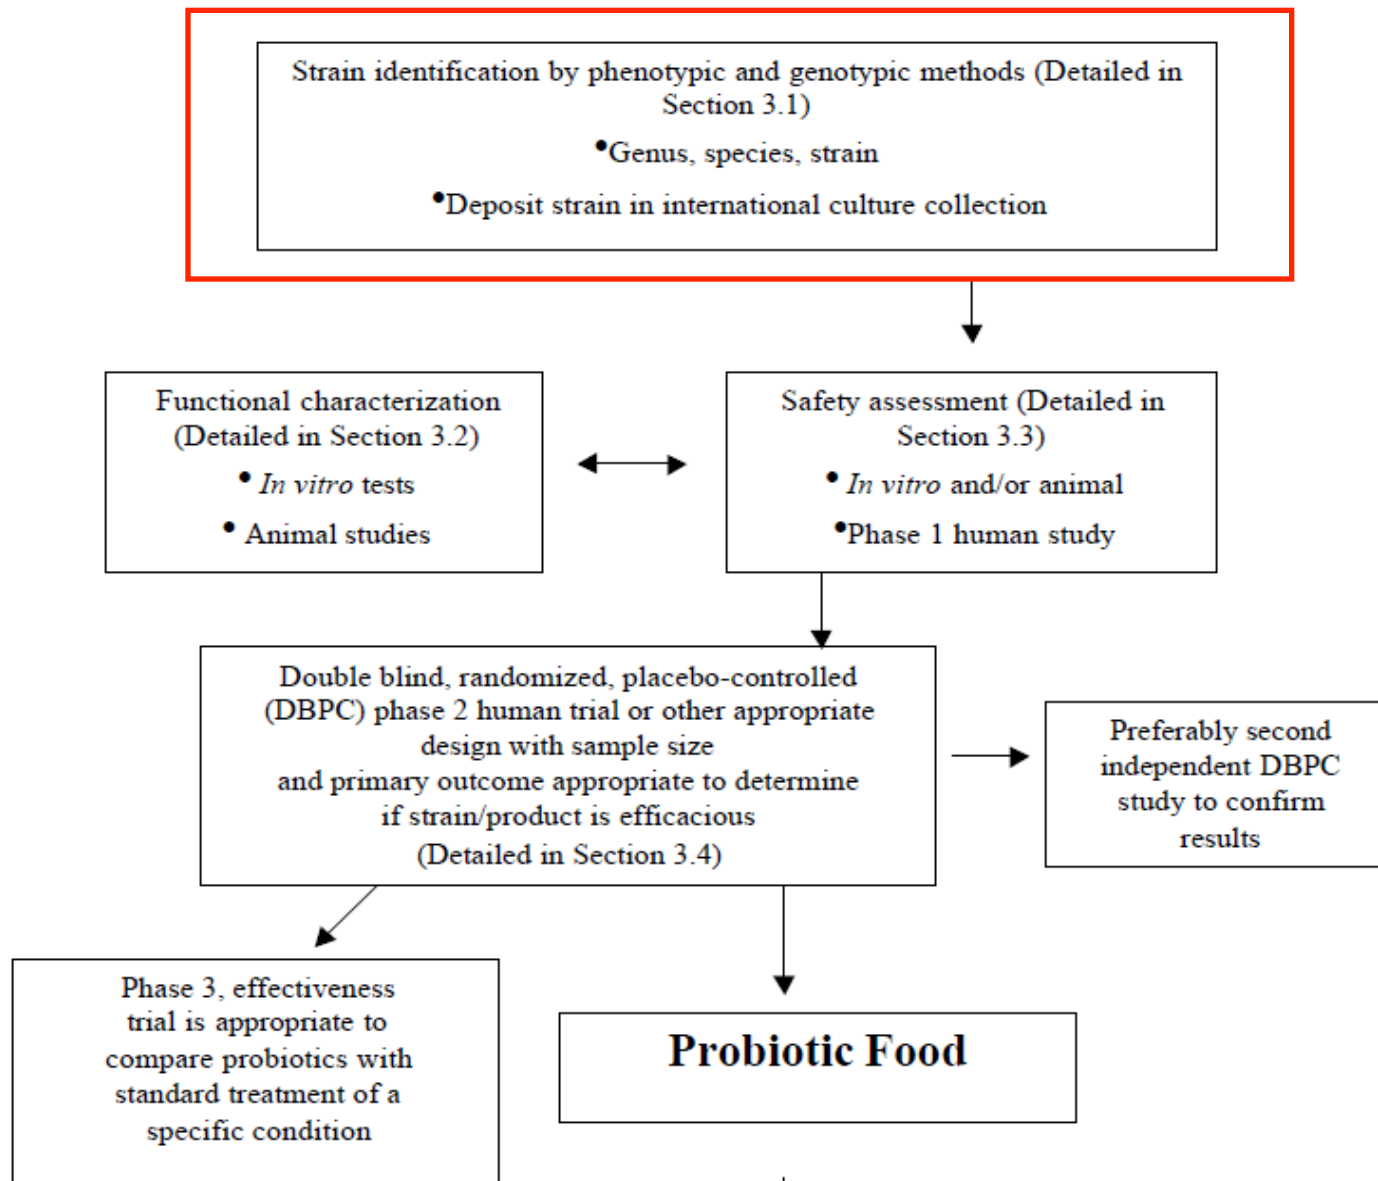 Strain identification by phenotypic and genotypic methods (Detailed in
Section 3.1)
•Genus, species, strain
•Deposit strain in international culture collection
Functional characterization
(Detailed in Section 3.2)
• In vitro tests
• Animal studies
Safety assessment (Detailed in
Section 3.3)
• In vitro and/or animal
•Phase 1 human study
Double blind, randomized, placebo-controlled
(DBPC) phase 2 human trial or other appropriate
design with sample size
and primary outcome appropriate to determine
if strain/product is efficacious
(Detailed in Section 3.4)
Preferably second
independent DBPC
study to confirm
results
Phase 3, effectiveness
trial is appropriate to
compare probiotics with
standard treatment of a
specific condition
Probiotic Food